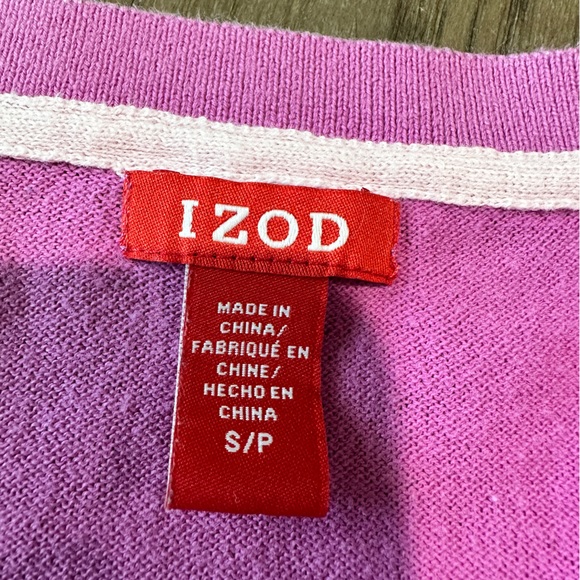 IZOD
MADE IN
CHINA/
FABRIQUÉ EN
CHINE/
HECHO EN
CHINA
S/P